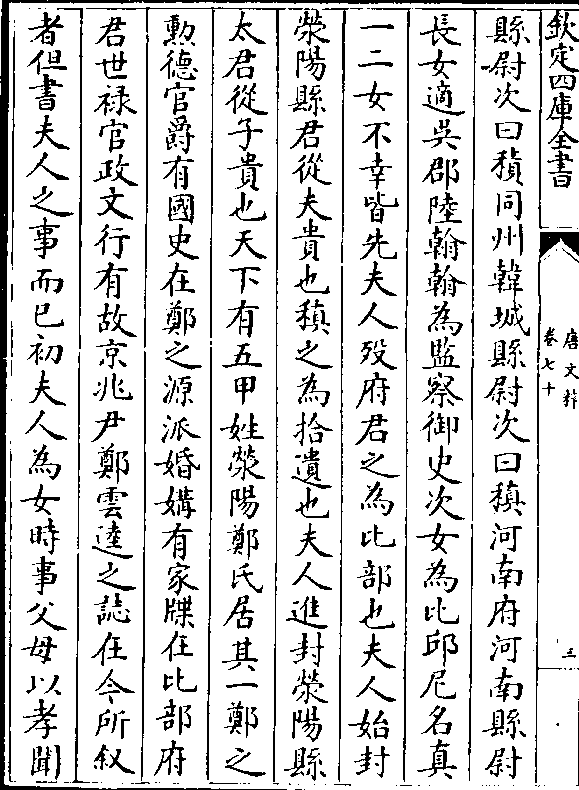 欽定四庫全書
唐文粹
卷七十
三
縣尉次曰積同州韓城縣尉次曰稹河南府河南縣尉
長女適吳郡陸翰翰為監察御史次女為比邱尼名真
一二女不幸皆先夫人歿府君之為比部也夫人始封
滎陽縣君從夫貴也稹之為拾遺也夫人進封滎陽縣
太君從子貴也天下有五甲姓滎陽鄭氏居其一鄭之
勳德官爵有國史在鄭之源派婚媾有家牒在比部府
君世禄官政文行有故京兆尹鄭雲逵之誌在今所叙
者但書夫人之事而已初夫人為女時事父母以孝聞